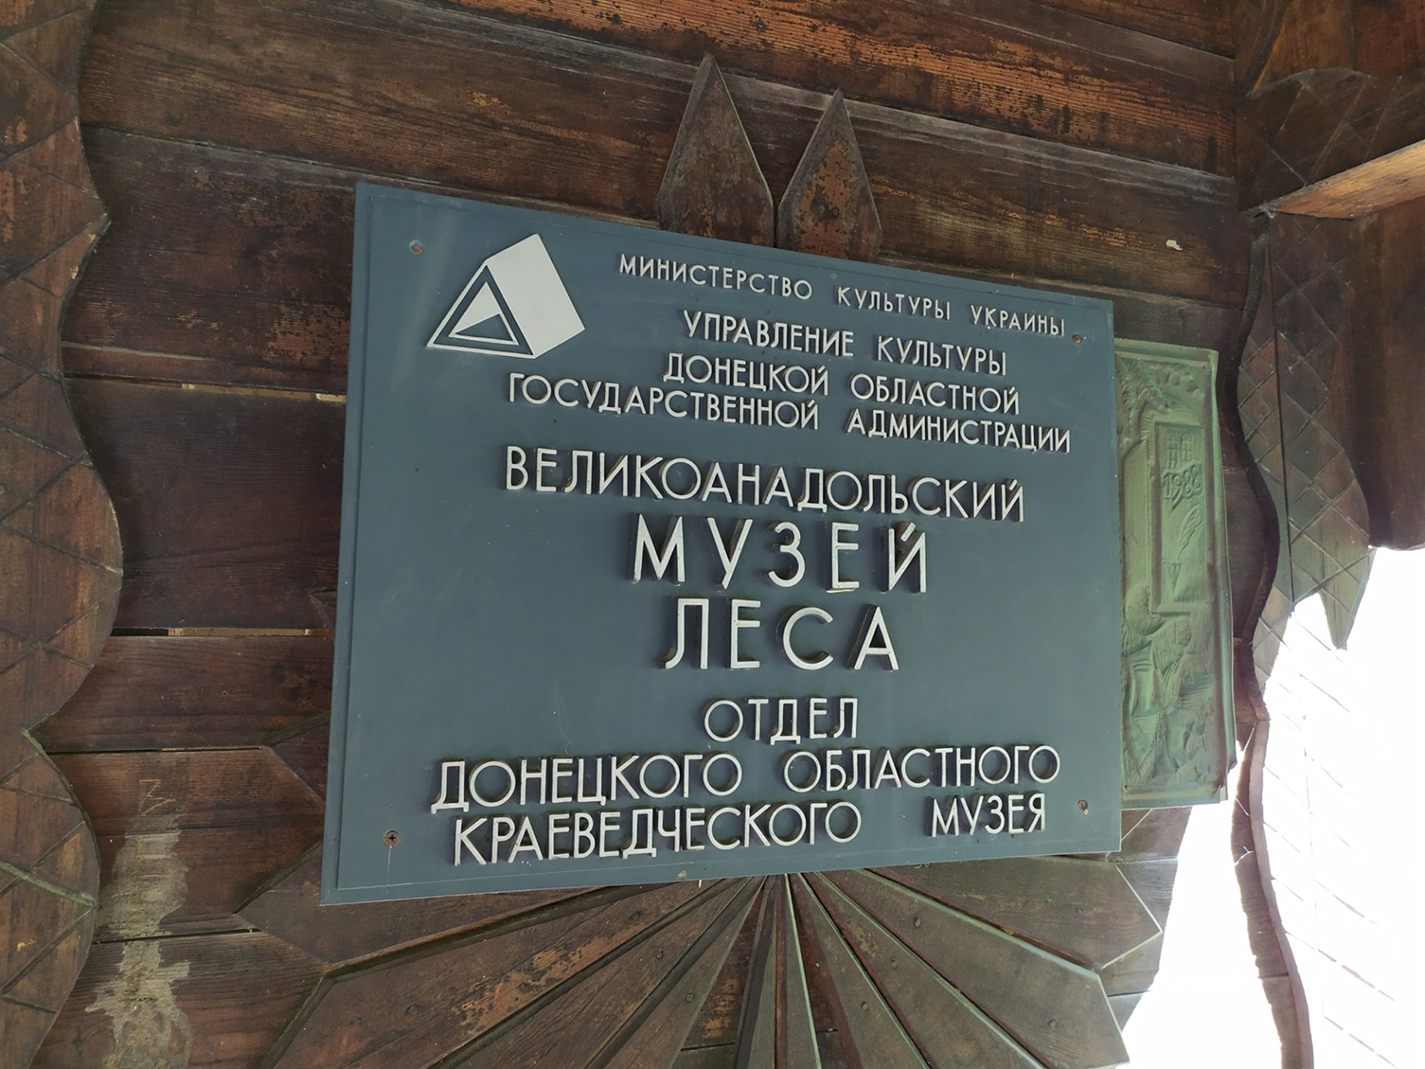 МИНИСТЕРСТВО КУЛЬТУРЫ УКРАИНЫ
УПРАВЛЕНИЕ КУЛЬТУРЫ
ДОНЕЦКОЙ ОБЛАСТНОЙ
ГОСУДАРСТВЕННОЙ АДМИНИСТРАЦИИ
ВЕЛИКОАНАДОЛЬСКИЙ
МУЗЕЙ
ЛЕСА
ОТДЕЛ
ДОНЕЦКОГО ОБЛАСТНОГО
КРАЕВЕДЧЕСКОГО МУЗЕЯ